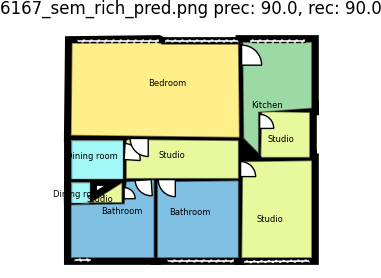 6167_sem_rich_pred.png prec: 90.0, rec: 90.0
Bedroom
Kitchen
Studio
Dining room
Studio
Dining room
Studio
Bathroom
Bathroom
Studio